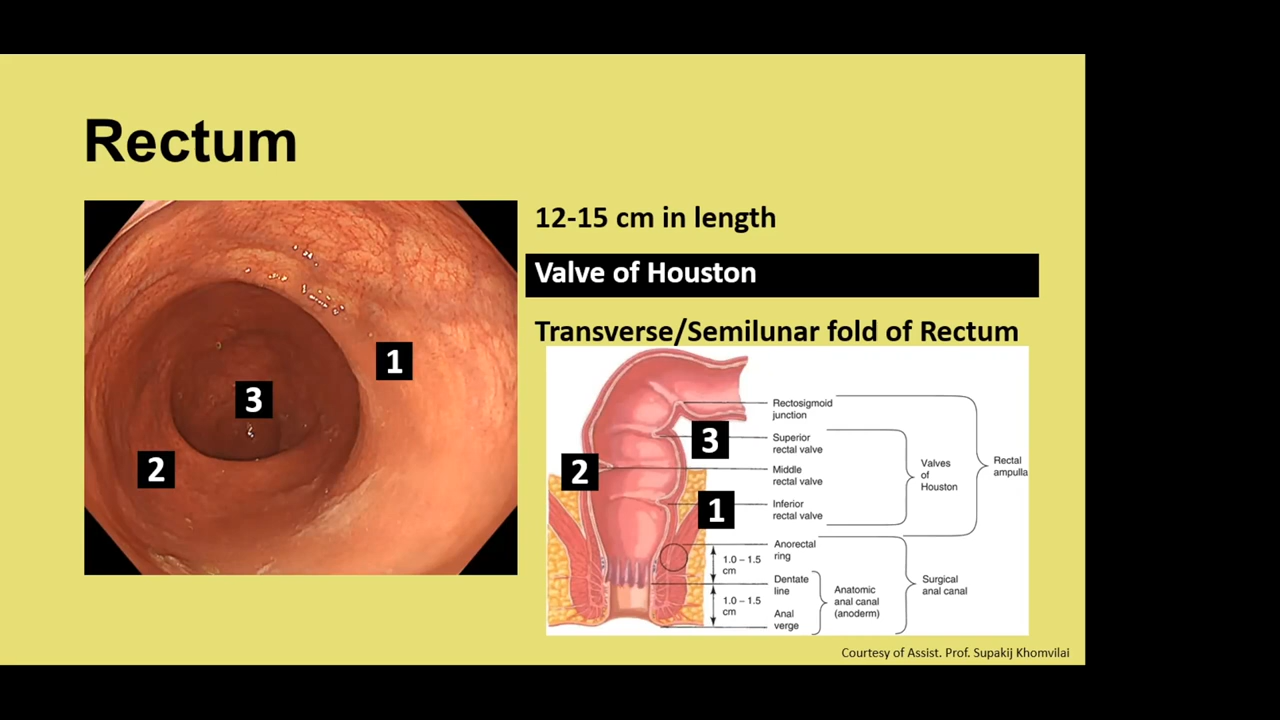 Rectum
12-15 cm in length
Valve of Houston
Transverse/Semilunar fold of Rectum
1
2
3
Rectosigmoid
junction
3
Superior
rectal valve
2
Middle
rectal valve
1
Inferior
rectal valve
Valves
of
Houston
Rectal
ampulla
Anorectal
ring
1.0 – 1.5
cm
Dentate
line
1.0 – 1.5
cm
Anal
verge
Anatomic
anal canal
(anoderm)
Surgical
anal canal
Courtesy of Assist. Prof. Supakij Khomvilai